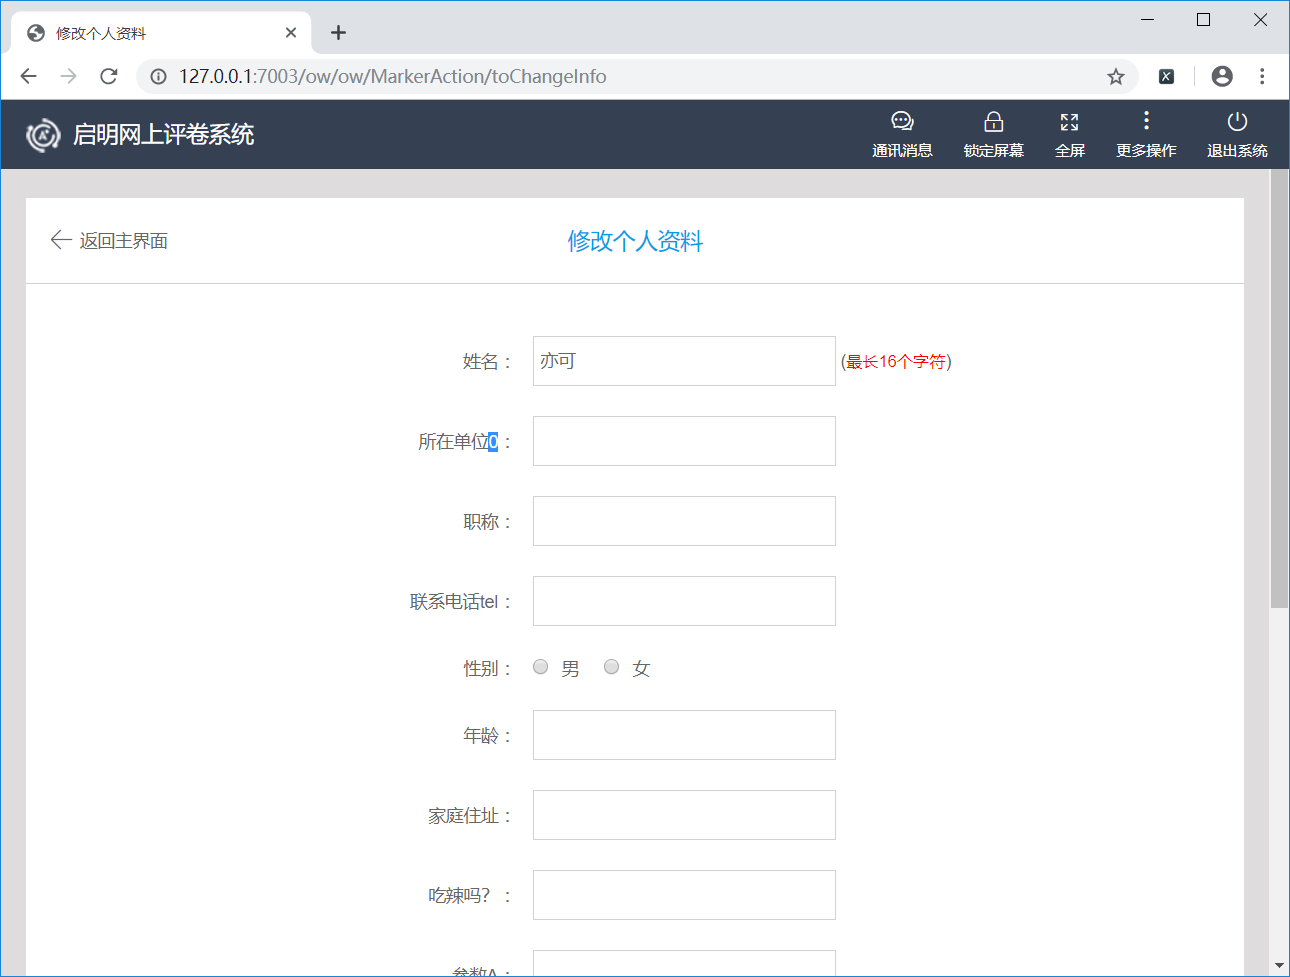 修改个人资料
127.0.0.1:7003/ow/ow/MarkerAction/toChangeInfo
启明网上评卷系统
通讯消息 锁定屏幕 全屏 更多操作 退出系统
返回主界面
修改个人资料
姓名： 亦可 (最长16个字符)
所在单位0：
职称：
联系电话tel：
性别： 男 女
年龄：
家庭住址：
吃辣吗？：
参数A：